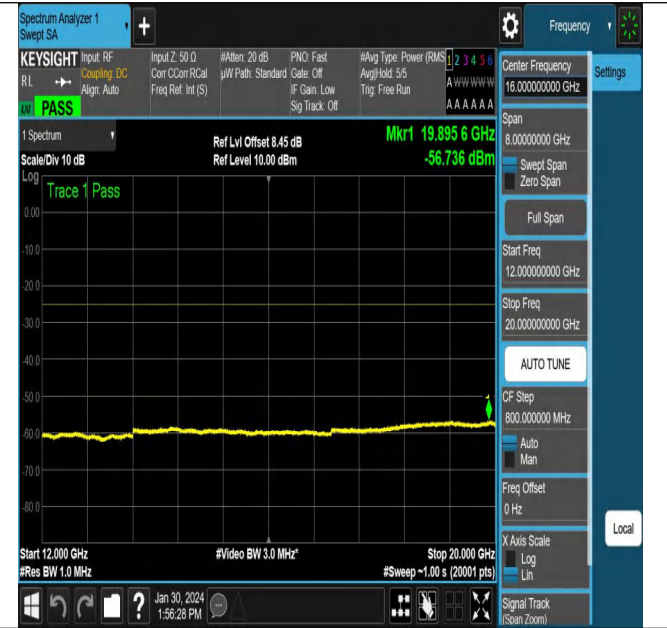 Spectrum Analyzer 1
Swept SA
+
Frequency
KEYSIGHT
RL
LXI PASS
Input: RF
Coupling: DC
Align: Auto
Input Z: 50 Ω
Corr CCorr RCal
Freq Ref: Int (S)
#Atten: 20 dB
µW Path: Standard
PNO: Fast
Gate: Off
IF Gain: Low
Sig Track: Off
#Avg Type: Power (RMS
Avg|Hold: 5/5
Trig: Free Run
1 2 3 4 5 6
A W W W W W
A A A A A A
1 Spectrum
Scale/Div 10 dB
Ref Lvl Offset 8.45 dB
Ref Level 10.00 dBm
Mkr1 19.895 6 GHz
-56.736 dBm
Log
Trace 1 Pass
0.00
-10.0
-20.0
-30.0
-40.0
-50.0
-60.0
-70.0
-80.0
1
Start 12.000 GHz
#Res BW 1.0 MHz
#Video BW 3.0 MHz*
Stop 20.000 GHz
#Sweep ~1.00 s (20001 pts)
Center Frequency
16.000000000 GHz
Settings
Span
8.00000000 GHz
Swept Span
Zero Span
Full Span
Start Freq
12.000000000 GHz
Stop Freq
20.000000000 GHz
AUTO TUNE
CF Step
800.000000 MHz
Auto
Man
Freq Offset
0 Hz
X Axis Scale
Log
Lin
Local
Signal Track
(Span Zoom)
?
Jan 30, 2024
1:56:28 PM